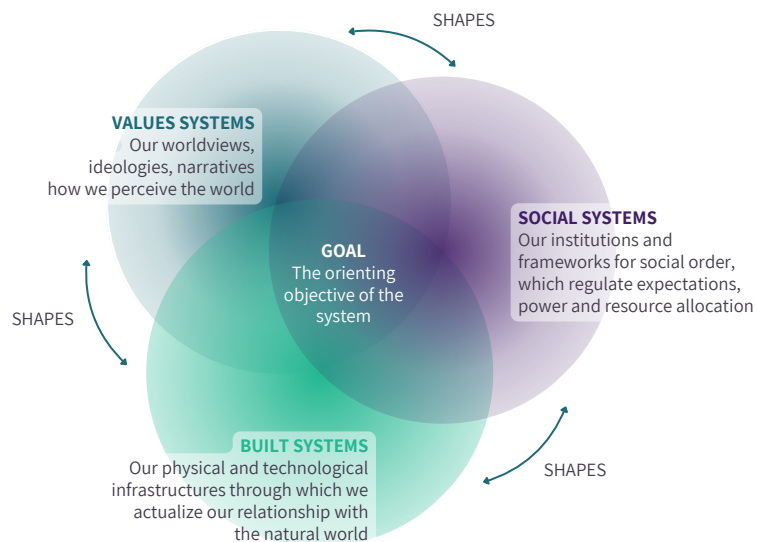 SHAPES
VALUES SYSTEMS
Our worldviews,
ideologies, narratives
how we perceive the world
SOCIAL SYSTEMS
Our institutions and
frameworks for social order,
which regulate expectations,
power and resource allocation
GOAL
The orienting
objective of the
system
SHAPES
BUILT SYSTEMS
Our physical and technological
infrastructures through which we
actualize our relationship with
the natural world
SHAPES